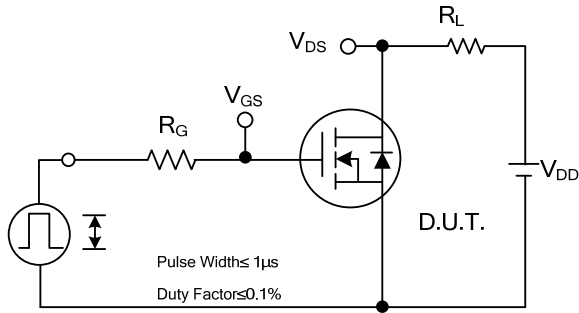 R_L
V_DS
V_GS
R_G
V_DD
D.U.T.
Pulse Width≤ 1μs
Duty Factor≤0.1%